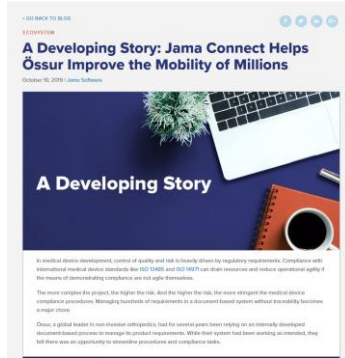 ‹ GO BACK TO BLOG
ECOSYSTEM
A Developing Story: Jama Connect Helps
Össur Improve the Mobility of Millions
October 16, 2019 | Jama Software
A Developing Story
In medical device development, control of quality and risk is heavily driven by regulatory requirements. Compliance with
international medical device standards like ISO 13485 and ISO 14971 can drain resources and reduce operational agility if
the means of demonstrating compliance are not agile themselves.
The more complex the project, the higher the risk. And the higher the risk, the more stringent the medical device
compliance procedures. Managing hundreds of requirements in a document-based system without traceability becomes
a major chore.
Össur, a global leader in non-invasive orthopedics, had for several years been relying on an internally developed
document-based process to manage its product requirements. While their system had been working as intended, they
felt there was an opportunity to streamline procedures and compliance tasks.